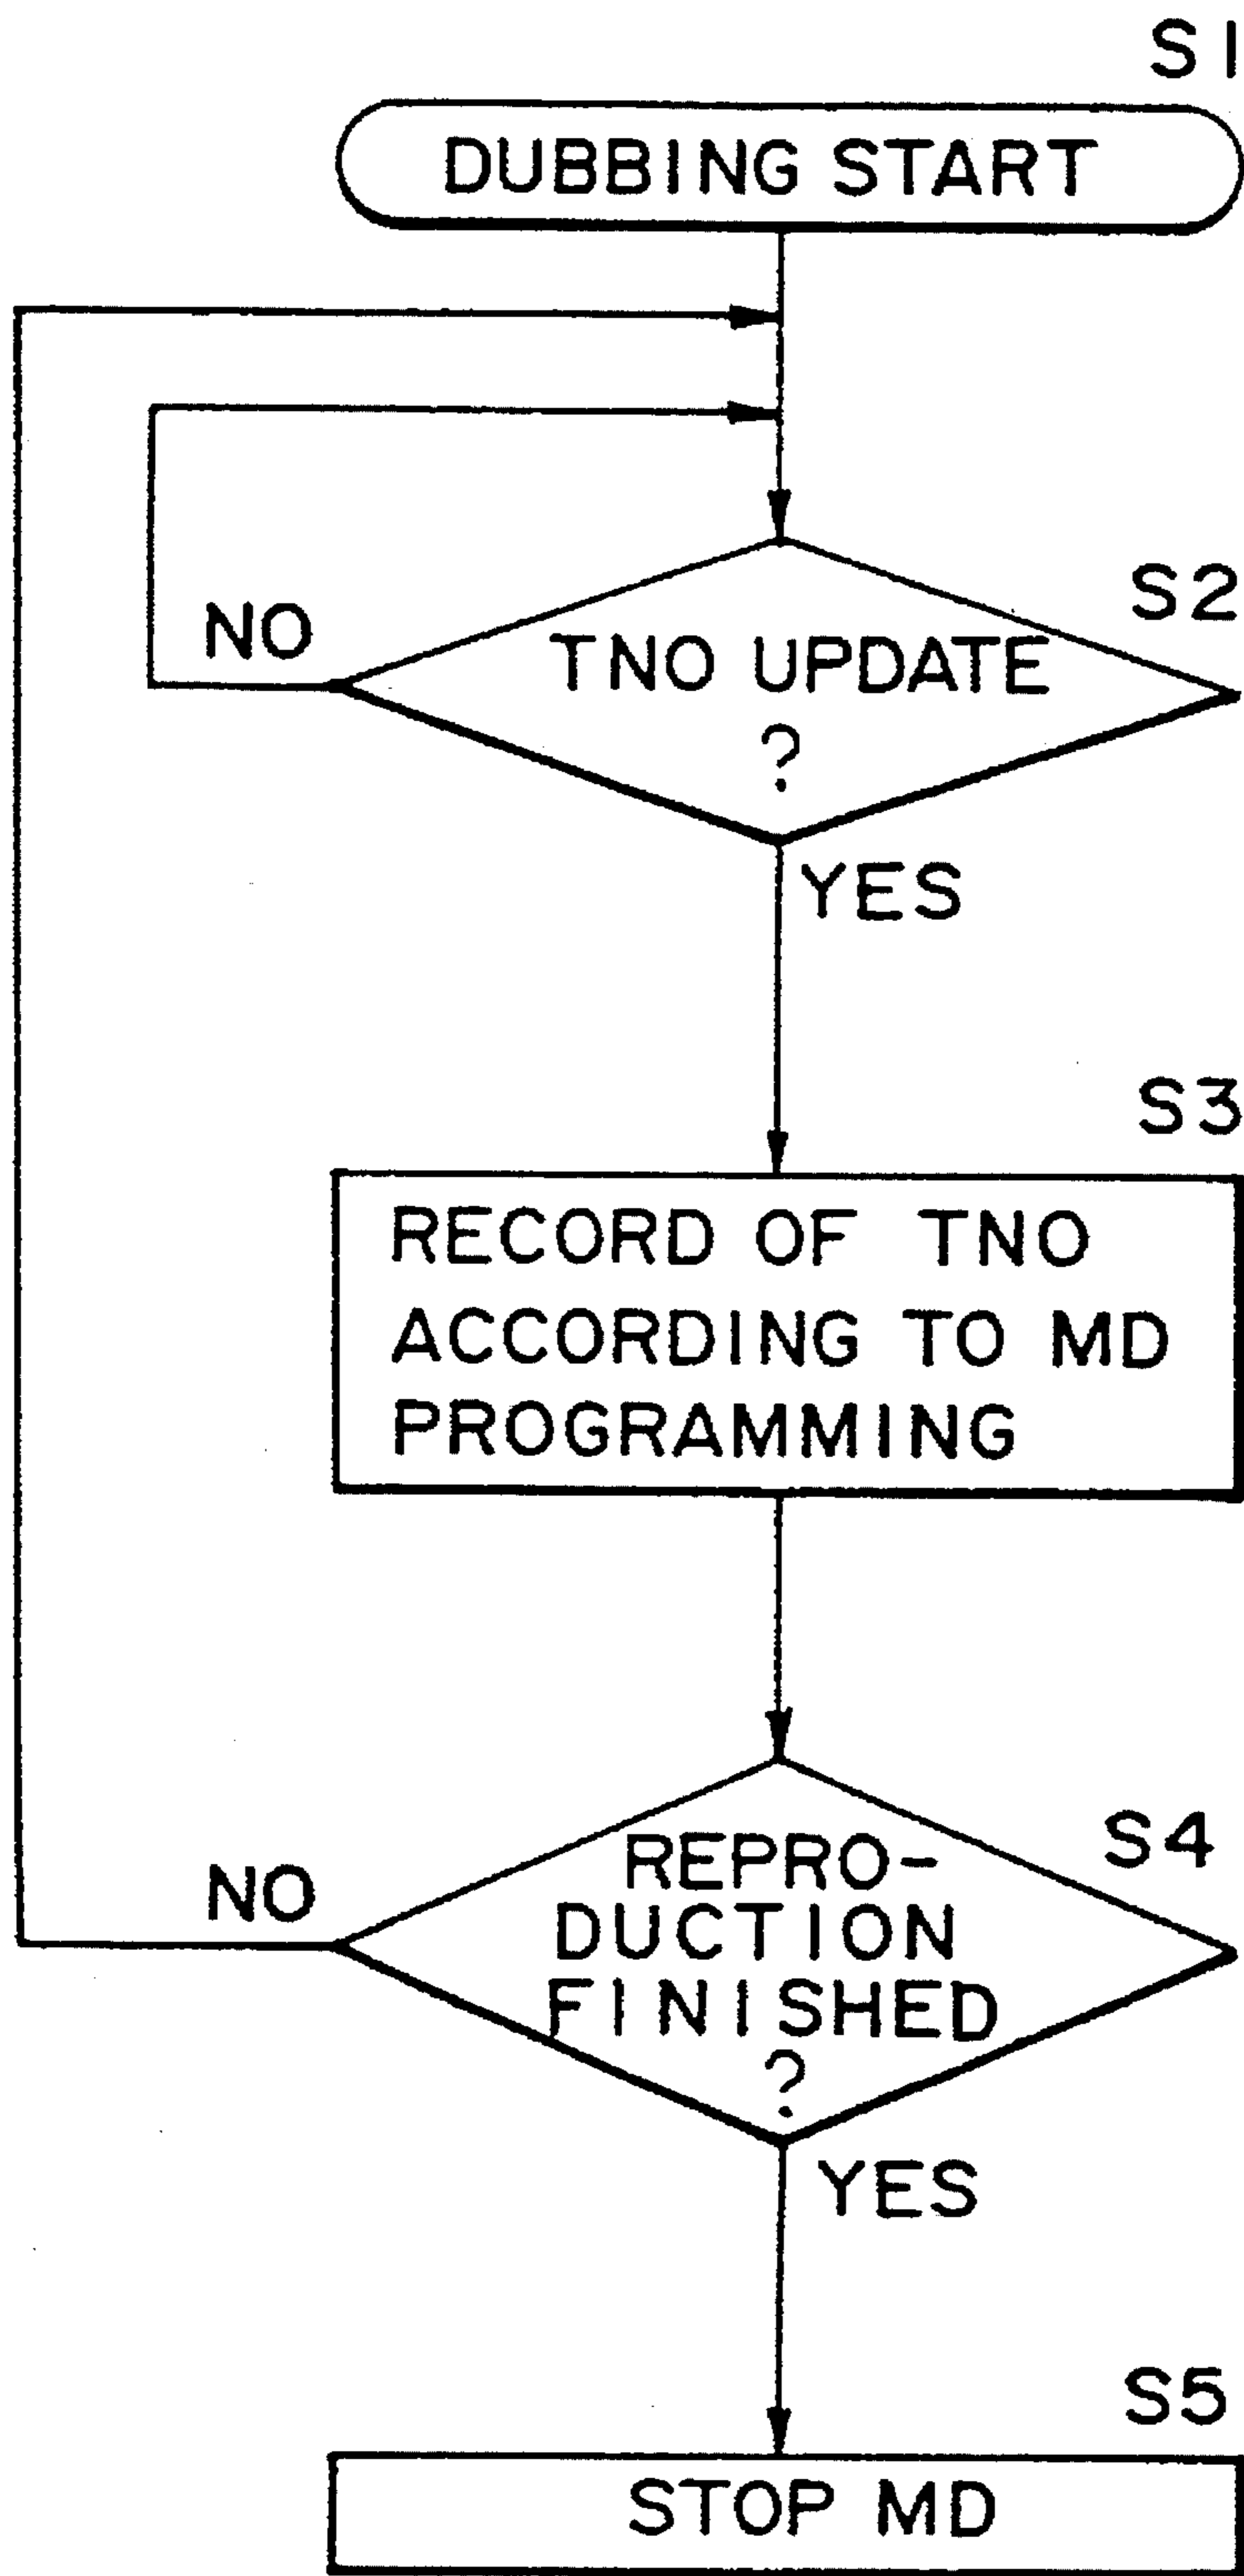 S1
DUBBING START
S2
NO
TNO UPDATE
?
YES
S3
RECORD OF TNO
ACCORDING TO MD
PROGRAMMING
S4
NO
REPRO-
DUCTION
FINISHED
?
YES
S5
STOP MD